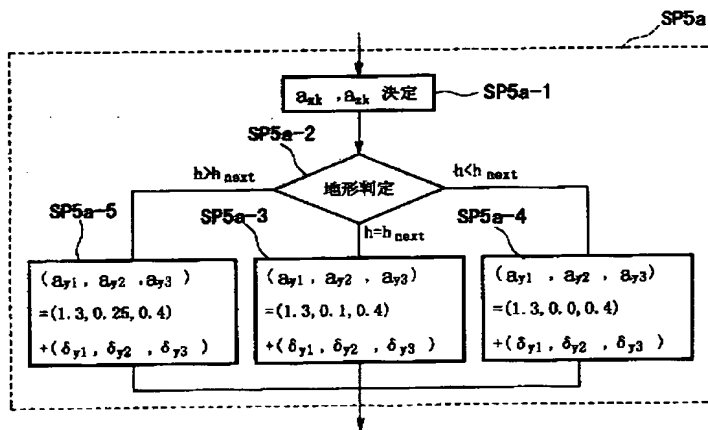 SP5a
a_xk , a_zk 決定
SP5a-1
SP5a-2
地形判定
h>h_next
h<h_next
h=h_next
SP5a-5
SP5a-3
SP5a-4
(a_y1, a_y2 ,a_y3 )
=(1.3,0.25,0.4)
+(δ_y1, δ_y2 , δ_y3 )
(a_y1, a_y2 , a_y3)
=(1.3,0.1,0.4)
+(δ_y1, δ_y2 , δ_y3 )
(a_y1 , a_y2 , a_y3)
=(1.3,0.0,0.4)
+(δ_y1, δ_y2 , δ_y3 )